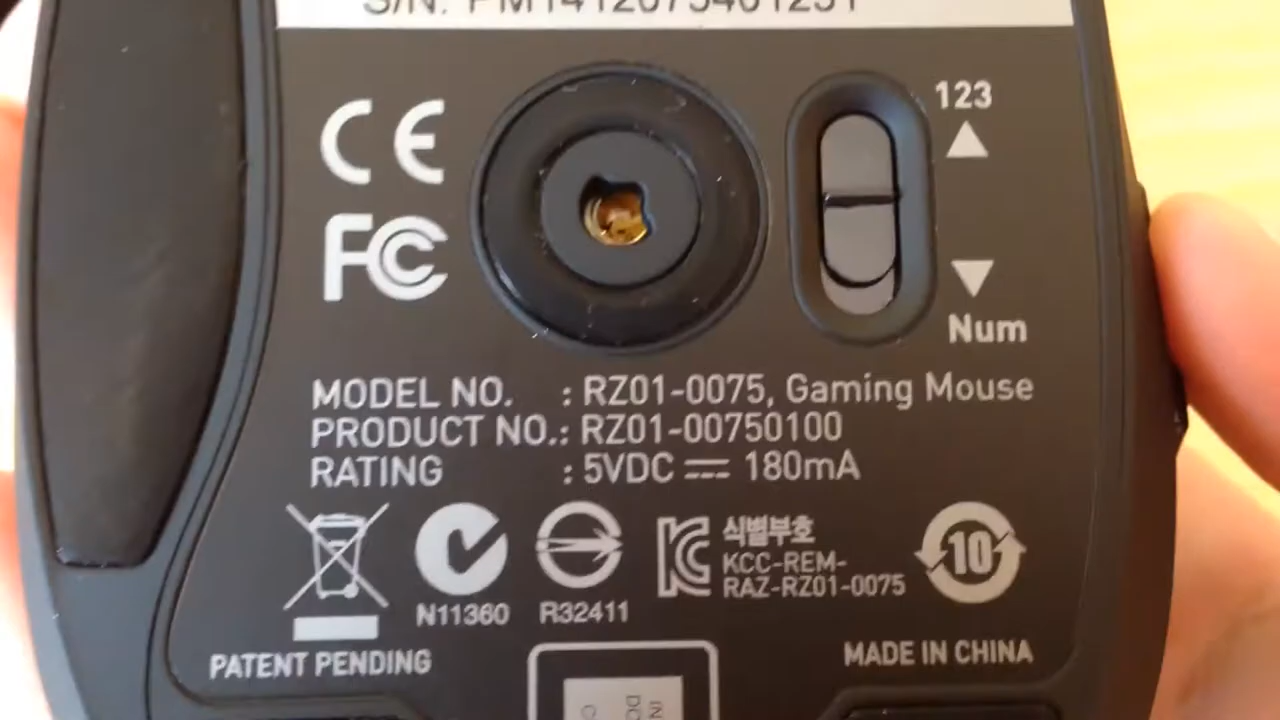 123
CE
FC
Num
MODEL NO. : RZ01-0075, Gaming Mouse
PRODUCT NO.: RZ01-00750100
RATING : 5VDC ⎓ 180mA
식별부호
KCC-REM-
RAZ-RZ01-0075
10
N11360 R32411
PATENT PENDING MADE IN CHINA